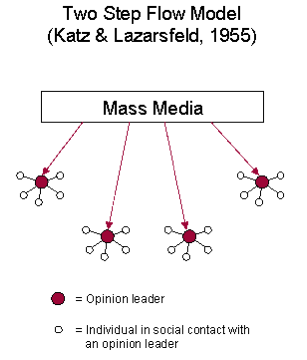 Two Step Flow Model
(Katz & Lazarsfeld, 1955)
Mass Media
= Opinion leader
= Individual in social contact with
an opinion leader